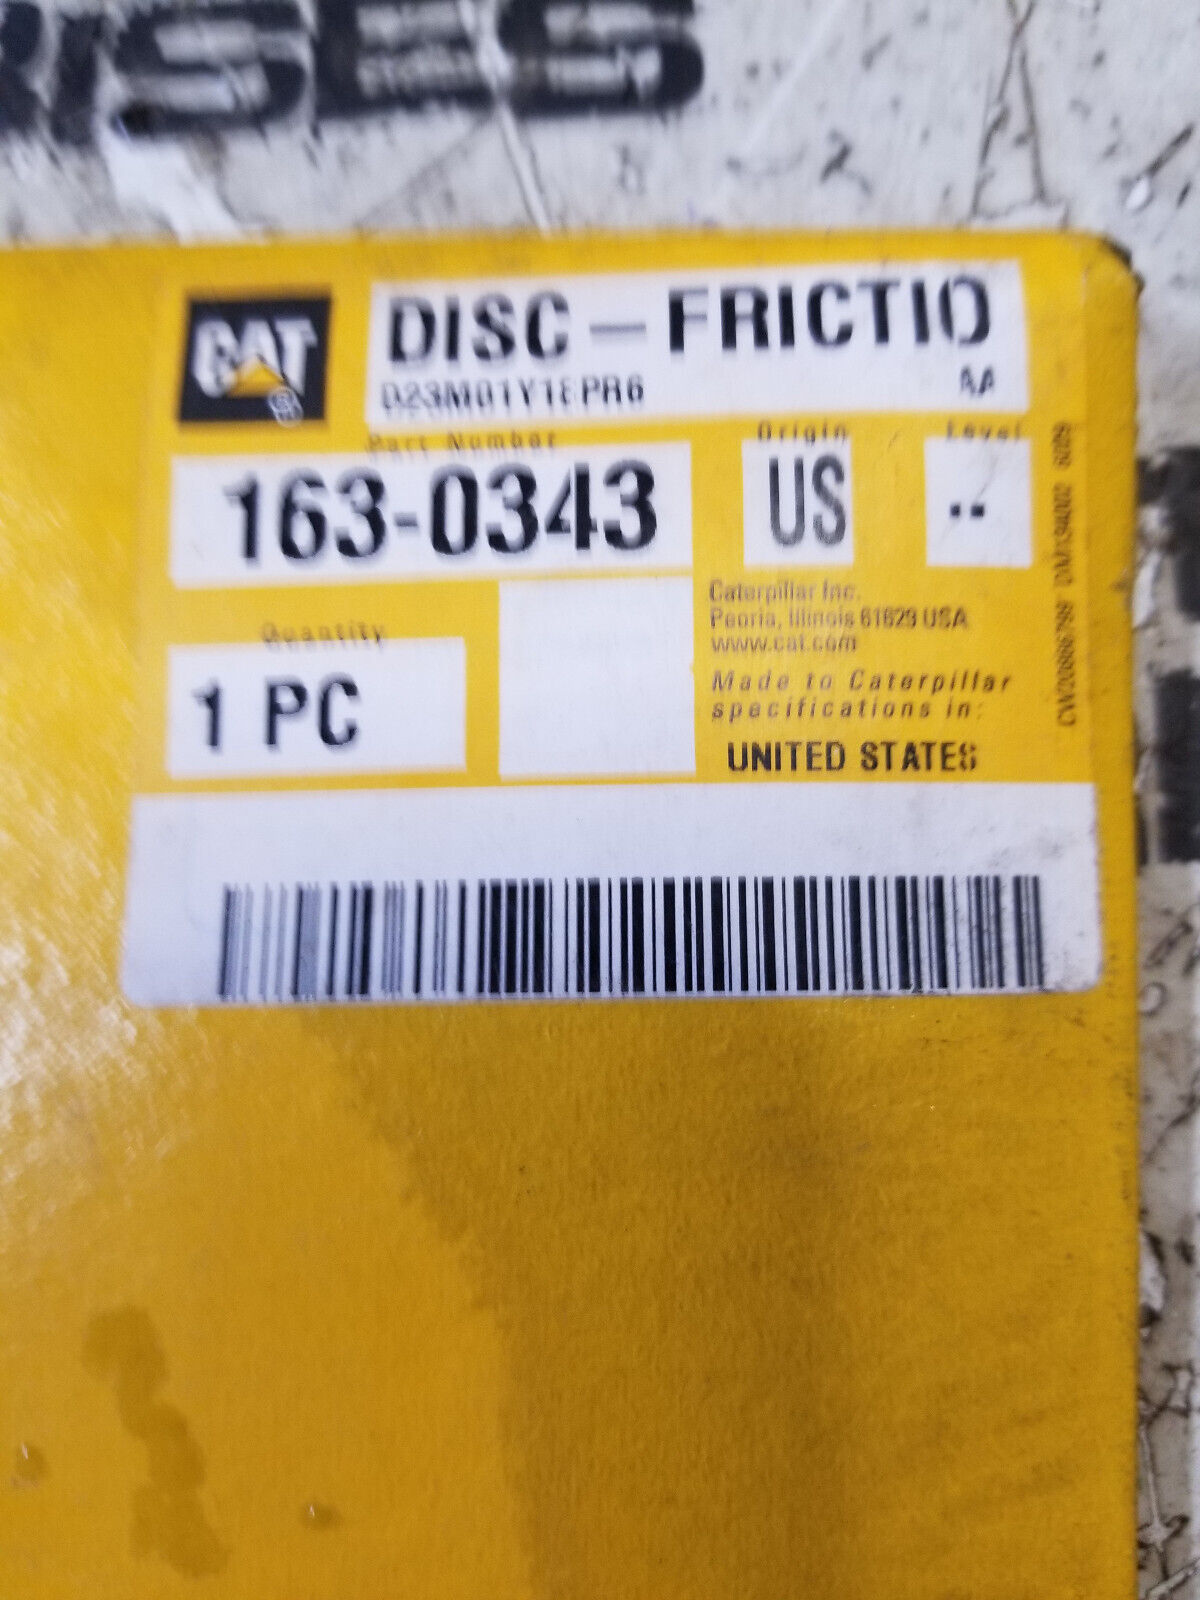 CAT
DISC - FRICTIO
AA
Part Number
Origin
Level
163-0343
US
--
Quantity
1 PC
Caterpillar Inc.
Peoria, Illinois 61629 USA
www.cat.com
Made to Caterpillar
specifications in:
UNITED STATES